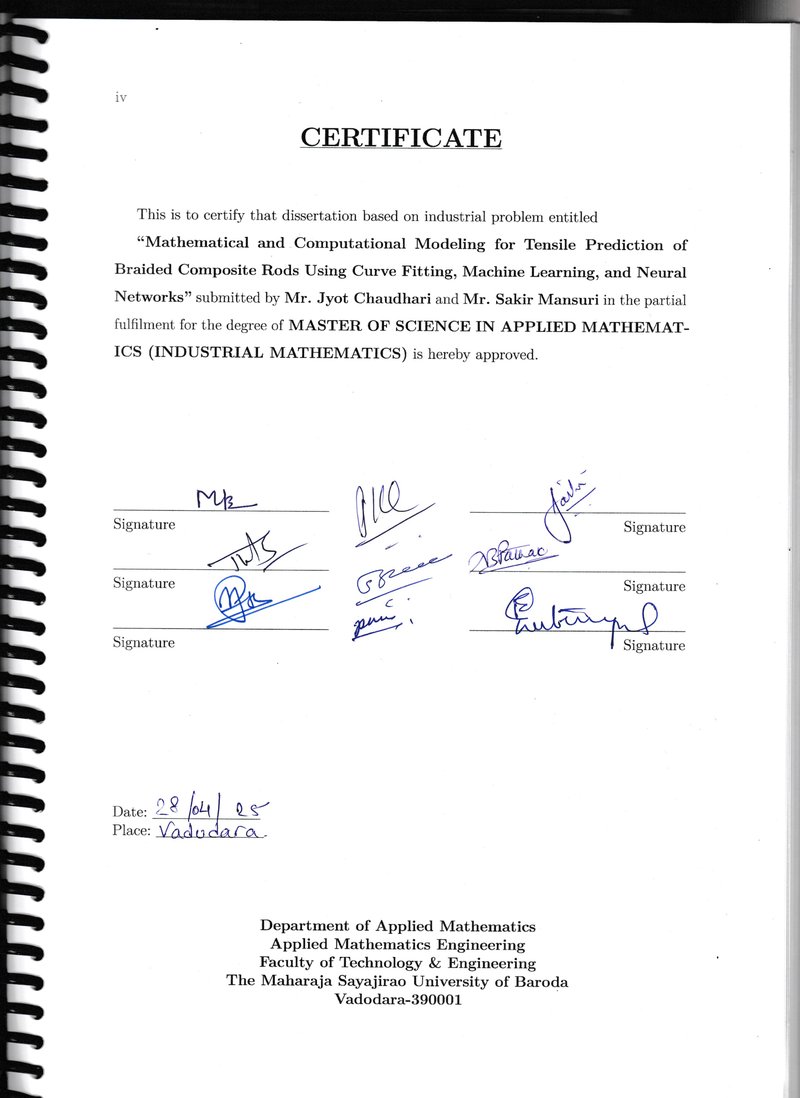 iv
CERTIFICATE
This is to certify that dissertation based on industrial problem entitled
“Mathematical and Computational Modeling for Tensile Prediction of
Braided Composite Rods Using Curve Fitting, Machine Learning, and Neural
Networks” submitted by Mr. Jyot Chaudhari and Mr. Sakir Mansuri in the partial
fulfilment for the degree of MASTER OF SCIENCE IN APPLIED MATHEMAT-
ICS (INDUSTRIAL MATHEMATICS) is hereby approved.
Signature
Signature
Signature
Signature
Signature
Signature
Date: 28/04/25
Place: Vadodara.
Department of Applied Mathematics
Applied Mathematics Engineering
Faculty of Technology & Engineering
The Maharaja Sayajirao University of Baroda
Vadodara-390001